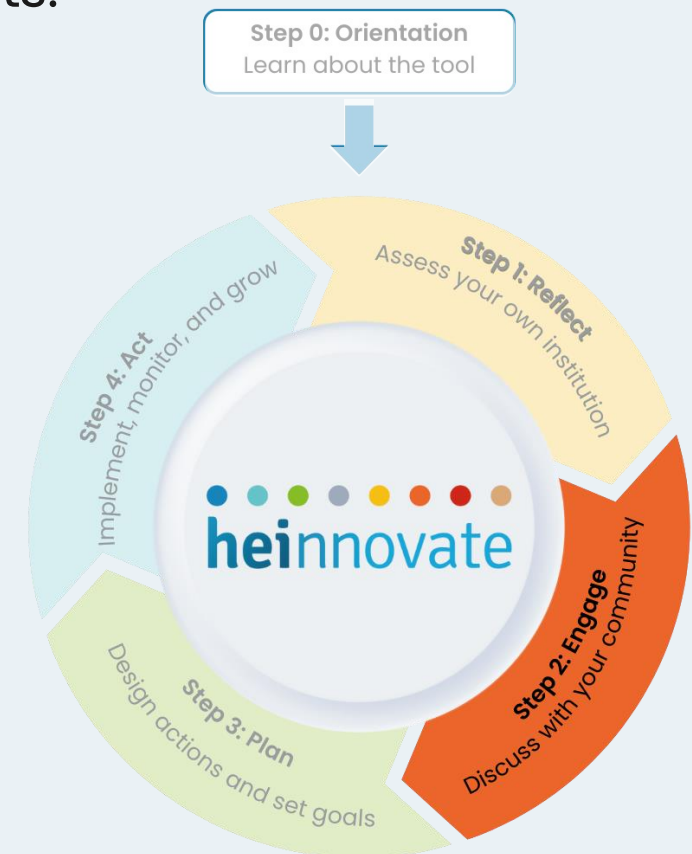 Step 0: Orientation
Learn about the tool
Step 1: Reflect
Assess your own institution
Step 2: Engage
Discuss with your community
Step 3: Plan
Design actions and set goals
Step 4: Act
Implement, monitor, and grow
heinnovate